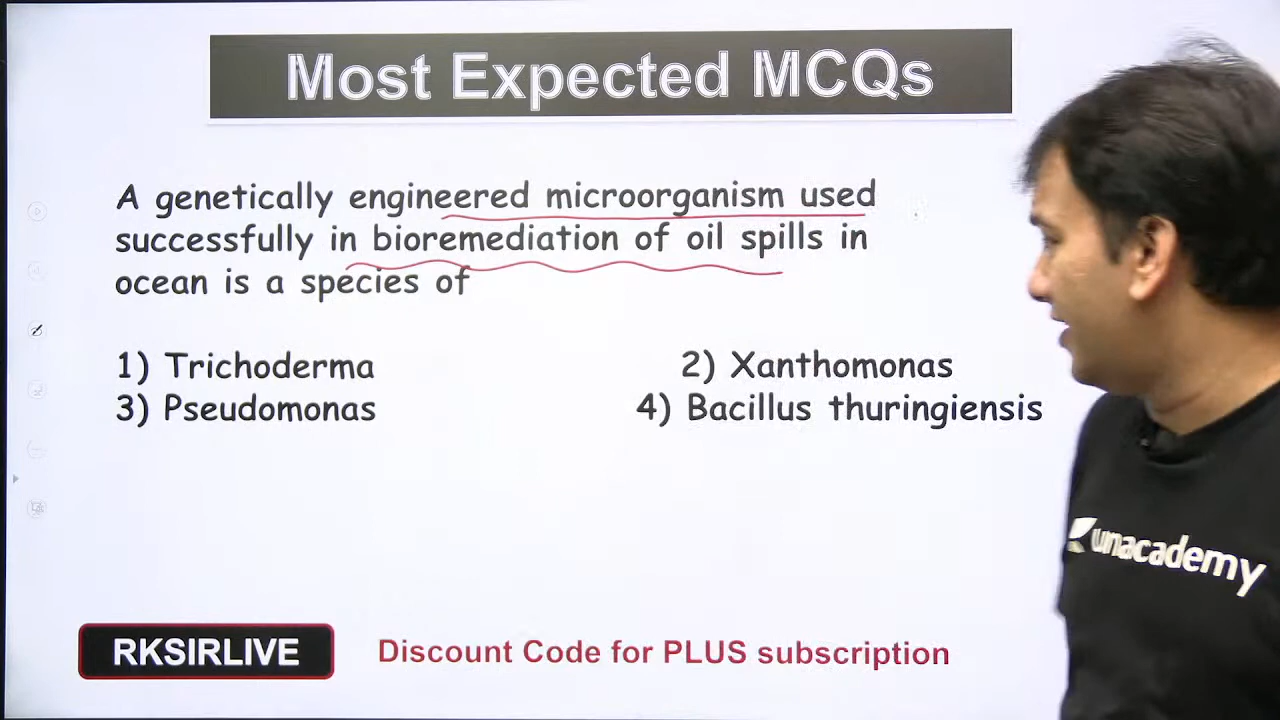 Most Expected MCQs
A genetically engineered microorganism used
successfully in bioremediation of oil spills in
ocean is a species of
1) Trichoderma 2) Xanthomonas
3) Pseudomonas 4) Bacillus thuringiensis
unacademy
RKSIRLIVE Discount Code for PLUS subscription